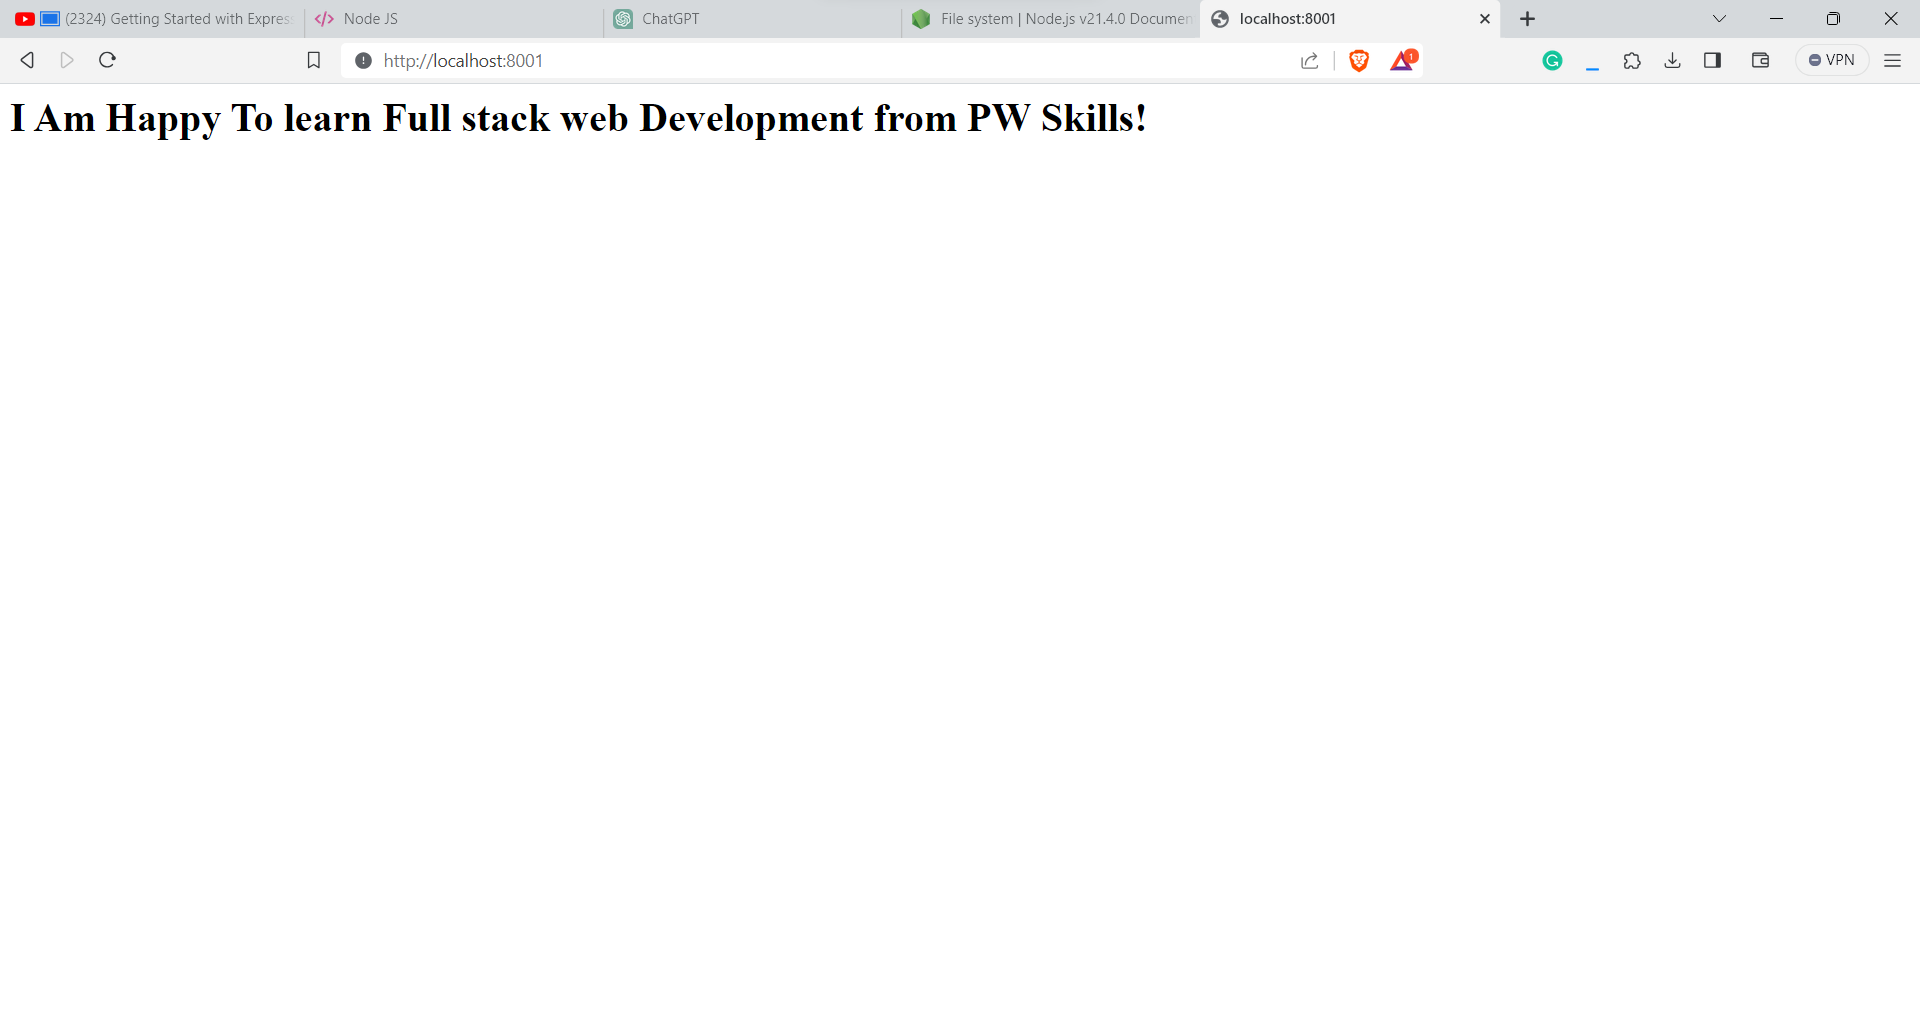 (2324) Getting Started with Expres
Node JS
ChatGPT
File system | Node.js v21.4.0 Documen
localhost:8001
http://localhost:8001
1
VPN
I Am Happy To learn Full stack web Development from PW Skills!